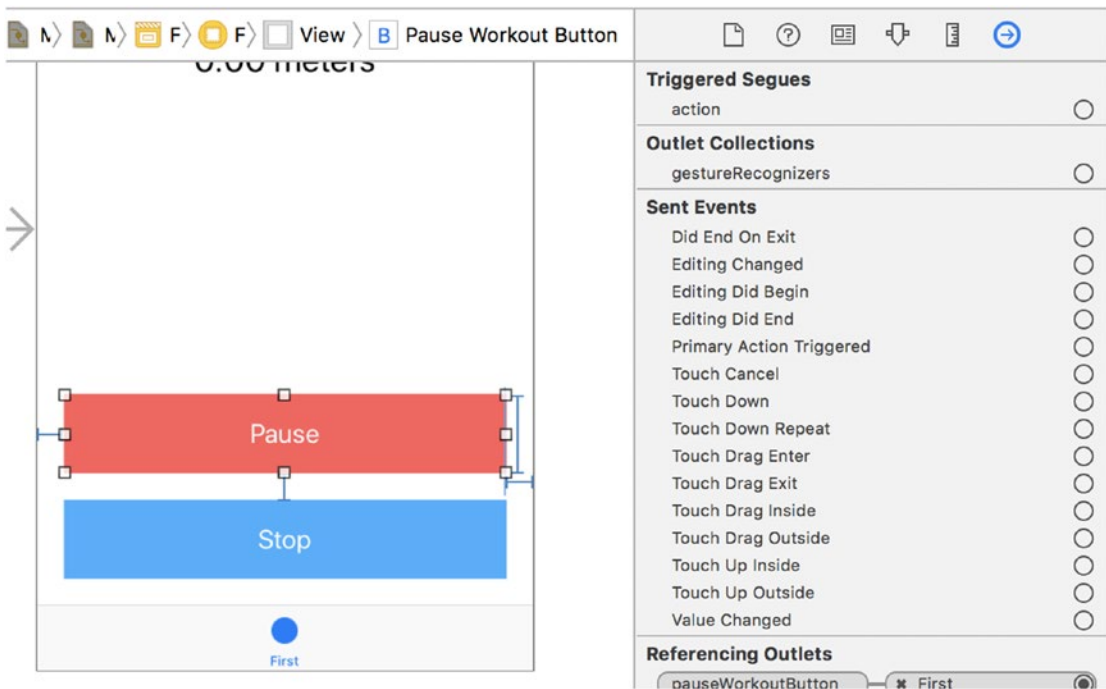 M F F View B Pause Workout Button
meters
Pause
Stop
First
Triggered Segues
action
Outlet Collections
gestureRecognizers
Sent Events
Did End On Exit
Editing Changed
Editing Did Begin
Editing Did End
Primary Action Triggered
Touch Cancel
Touch Down
Touch Down Repeat
Touch Drag Enter
Touch Drag Exit
Touch Drag Inside
Touch Drag Outside
Touch Up Inside
Touch Up Outside
Value Changed
Referencing Outlets
pauseWorkoutButton First